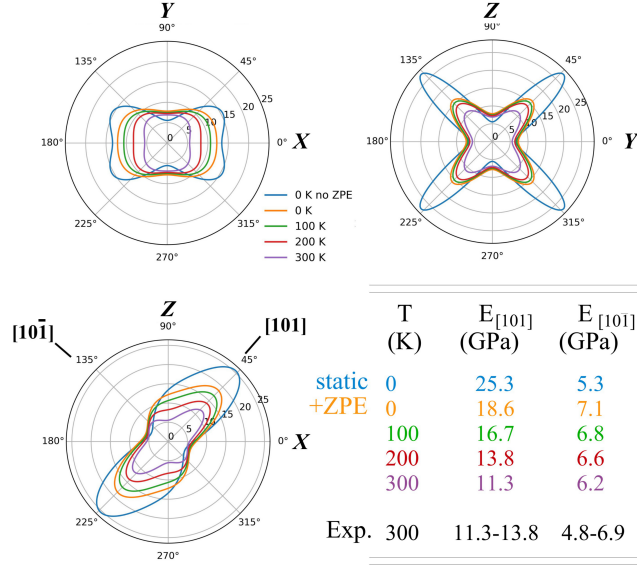 Y
90°
135°
45°
180°
0
5
10
15
20
25
0°
X
225°
315°
270°
0 K no ZPE
0 K
100 K
200 K
300 K
Z
90°
135°
45°
180°
0
5
10
15
20
25
0°
Y
225°
315°
270°
[101̄]
Z
[101]
90°
135°
45°
180°
0
5
10
15
20
25
0°
X
225°
315°
270°
T E[101] E[101̄]
(K) (GPa) (GPa)
static 0 25.3 5.3
+ZPE 0 18.6 7.1
100 16.7 6.8
200 13.8 6.6
300 11.3 6.2
Exp. 300 11.3-13.8 4.8-6.9